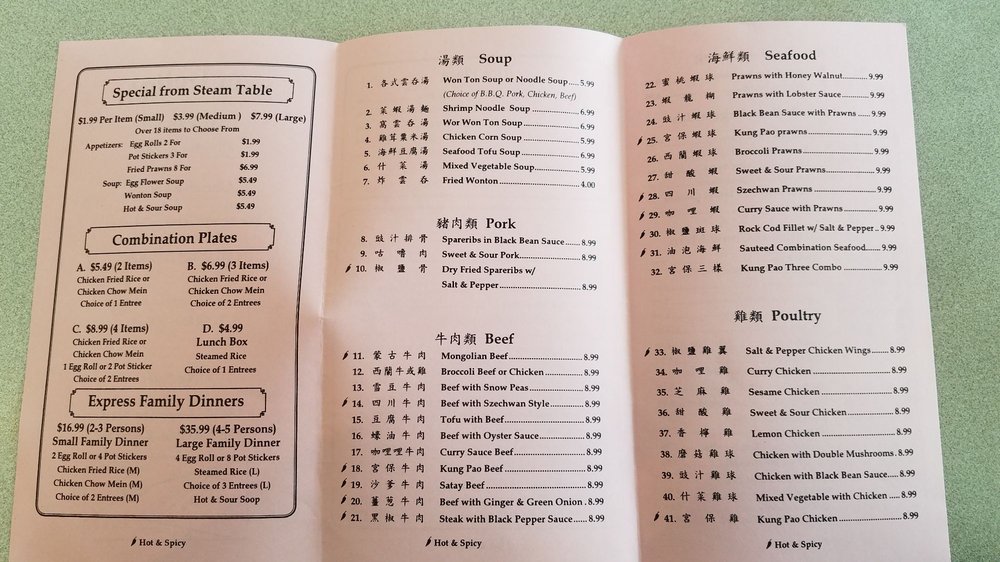 Special from Steam Table
$1.99 Per Item (Small) $3.99 (Medium ) $7.99 (Large)
Over 18 items to Choose From
Appetizers: Egg Rolls 2 For $1.99
Pot Stickers 3 For $1.99
Fried Prawns 8 For $6.99
Soup: Egg Flower Soup $5.49
Wonton Soup $5.49
Hot & Sour Soup $5.49
Combination Plates
A. $5.49 (2 Items)
Chicken Fried Rice or
Chicken Chow Mein
Choice of 1 Entree
B. $6.99 (3 Items)
Chicken Fried Rice or
Chicken Chow Mein
Choice of 2 Entrees
C. $8.99 (4 Items)
Chicken Fried Rice or
Chicken Chow Mein
1 Egg Roll or 2 Pot Sticker
Choice of 2 Entrees
D. $4.99
Lunch Box
Steamed Rice
Choice of 1 Entrees
Express Family Dinners
$16.99 (2-3 Persons)
Small Family Dinner
2 Egg Roll or 4 Pot Stickers
Chicken Fried Rice (M)
Chicken Chow Mein (M)
Choice of 2 Entrees (M)
$35.99 (4-5 Persons)
Large Family Dinner
4 Egg Roll or 8 Pot Stickers
Steamed Rice (L)
Choice of 3 Entrees (L)
Hot & Sour Soop
Hot & Spicy
湯類 Soup
1. 各式雲吞湯 Won Ton Soup or Noodle Soup.....5.99
(Choice of B.B.Q. Pork, Chicken, Beef)
2. 菜蝦湯麵 Shrimp Noodle Soup ................6.99
3. 窩雲吞湯 Wor Won Ton Soup..................6.99
4. 雞茸粟米湯 Chicken Corn Soup..................5.99
5. 海鮮豆腐湯 Seafood Tofu Soup...................6.99
6. 什菜湯 Mixed Vegetable Soup..............5.99
7. 炸雲吞 Fried Wonton..........................4.00
豬肉類 Pork
8. 豉汁排骨 Spareribs in Black Bean Sauce.......8.99
9. 咕嚕肉 Sweet & Sour Pork.....................8.99
10. 椒鹽骨 Dry Fried Spareribs w/
Salt & Pepper...........................8.99
牛肉類 Beef
11. 蒙古牛肉 Mongolian Beef.........................8.99
12. 西蘭牛或雞 Broccoli Beef or Chicken.............8.99
13. 雪豆牛肉 Beef with Snow Peas..................8.99
14. 四川牛肉 Beef with Szechwan Style............8.99
15. 豆腐牛肉 Tofu with Beef..........................8.99
16. 蠔油牛肉 Beef with Oyster Sauce...............8.99
17. 咖喱牛肉 Curry Sauce Beef......................8.99
18. 宮保牛肉 Kung Pao Beef.........................8.99
19. 沙爹牛肉 Satay Beef..............................8.99
20. 薑蔥牛肉 Beef with Ginger & Green Onion .8.99
21. 黑椒牛肉 Steak with Black Pepper Sauce......8.99
Hot & Spicy
海鮮類 Seafood
22. 蜜桃蝦球 Prawns with Honey Walnut.........9.99
23. 蝦龍糊 Prawns with Lobster Sauce.........9.99
24. 豉汁蝦球 Black Bean Sauce with Prawns .....9.99
25. 宮保蝦球 Kung Pao prawns......................9.99
26. 西蘭蝦球 Broccoli Prawns........................9.99
27. 甜酸蝦 Sweet & Sour Prawns................9.99
28. 四川蝦 Szechwan Prawns ....................9.99
29. 咖哩蝦 Curry Sauce with Prawns...........9.99
30. 椒鹽斑球 Rock Cod Fillet w/ Salt & Pepper..9.99
31. 油泡海鮮 Sauteed Combination Seafood.....9.99
32. 宮保三樣 Kung Pao Three Combo ............9.99
雞類 Poultry
33. 椒鹽雞翼 Salt & Pepper Chicken Wings.......8.99
34. 咖哩雞 Curry Chicken .........................8.99
35. 芝麻雞 Sesame Chicken.......................8.99
36. 甜酸雞 Sweet & Sour Chicken...............8.99
37. 香檸雞 Lemon Chicken........................8.99
38. 磨菇雞球 Chicken with Double Mushrooms.8.99
39. 豉汁雞球 Chicken with Black Bean Sauce.....8.99
40. 什菜雞球 Mixed Vegetable with Chicken .....8.99
41. 宮保雞 Kung Pao Chicken....................8.99
Hot & Spicy